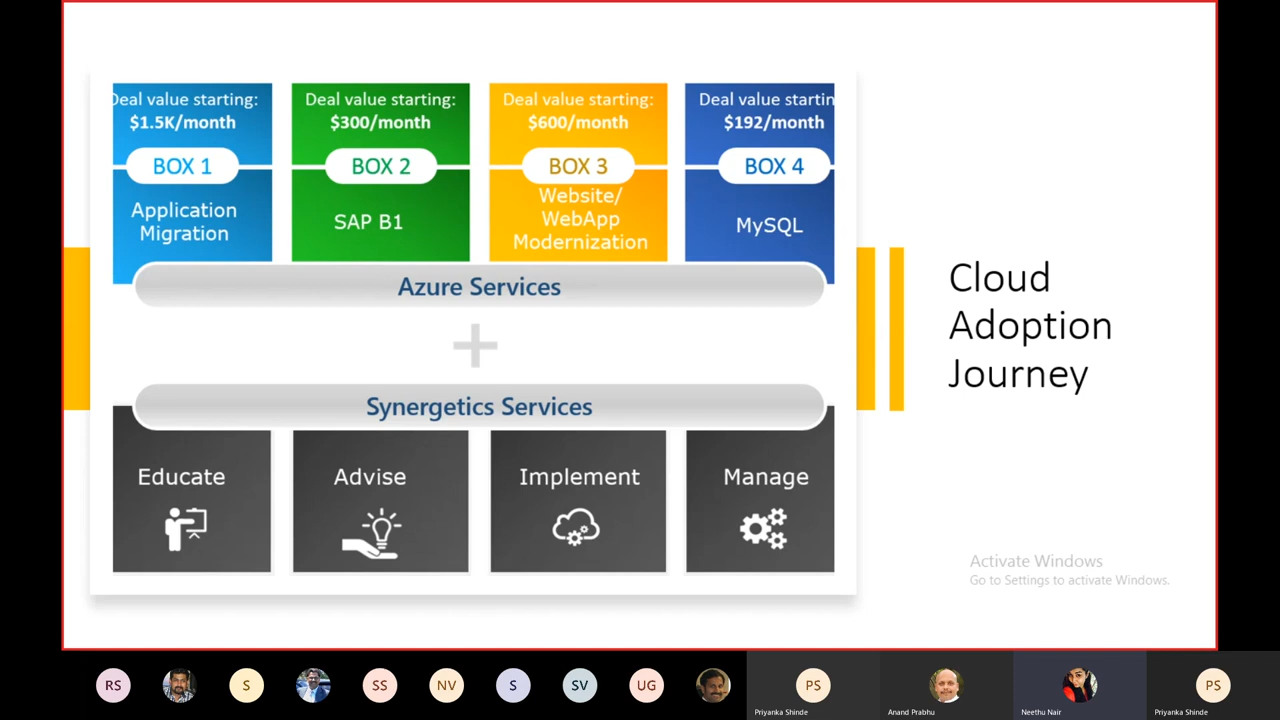 Deal value starting:
$1.5K/month
BOX 1
Application
Migration
Deal value starting:
$300/month
BOX 2
SAP B1
Deal value starting:
$600/month
BOX 3
Website/
WebApp
Modernization
Deal value startin
$192/month
BOX 4
MySQL
Azure Services
+
Synergetics Services
Educate
Advise
Implement
Manage
Cloud
Adoption
Journey
Activate Windows
Go to Settings to activate Windows.
RS
S
SS
NV
S
SV
UG
PS
Priyanka Shinde
Anand Prabhu
Neethu Nair
PS
Priyanka Shinde